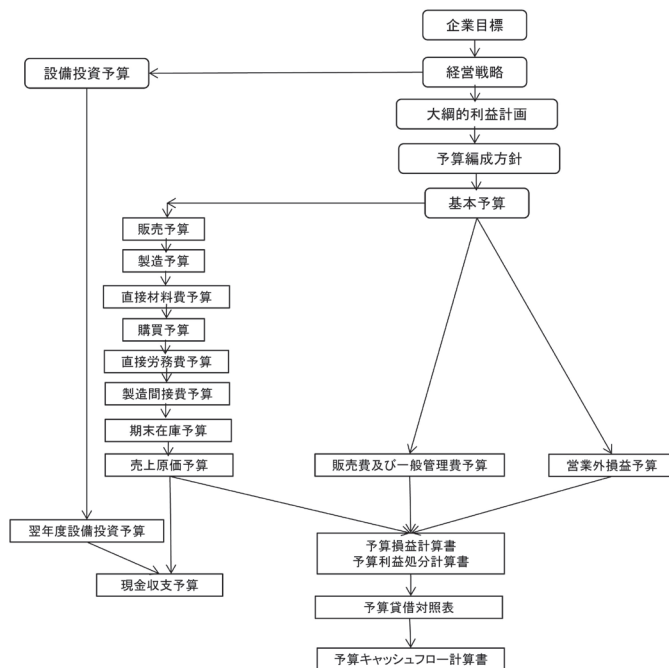 企業目標
設備投資予算
経営戦略
大綱的利益計画
予算編成方針
基本予算
販売予算
製造予算
直接材料費予算
購買予算
直接労務費予算
製造間接費予算
期末在庫予算
売上原価予算
販売費及び一般管理費予算
営業外損益予算
翌年度設備投資予算
予算損益計算書
予算利益処分計算書
現金収支予算
予算貸借対照表
予算キャッシュフロー計算書